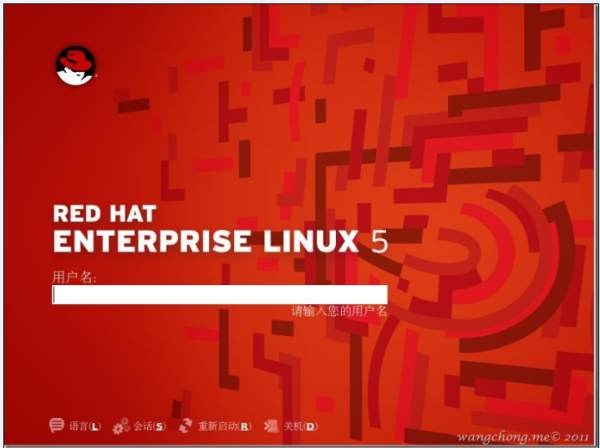 RED HAT
ENTERPRISE LINUX 5
用户名:
请输入您的用户名
语言(L) 会话(S) 重新启动(R) 关机(D)
wangchong.me© 2011